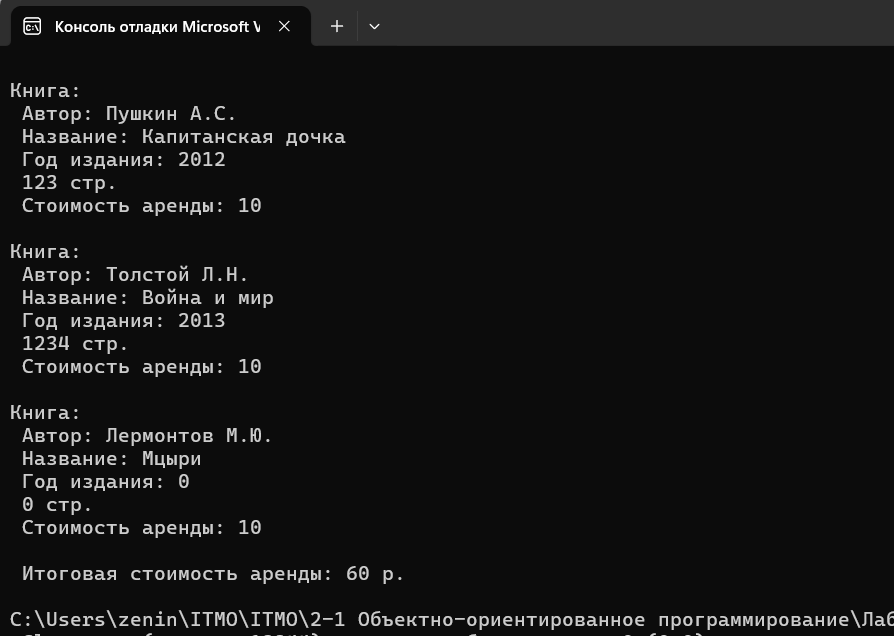 Консоль отладки Microsoft V
Книга:
Автор: Пушкин А.С.
Название: Капитанская дочка
Год издания: 2012
123 стр.
Стоимость аренды: 10
Книга:
Автор: Толстой Л.Н.
Название: Война и мир
Год издания: 2013
1234 стр.
Стоимость аренды: 10
Книга:
Автор: Лермонтов М.Ю.
Название: Мцыри
Год издания: 0
0 стр.
Стоимость аренды: 10
Итоговая стоимость аренды: 60 р.
C:\Users\zenin\ITMO\ITMO\2-1 Объектно-ориентированное программирование\Лаб